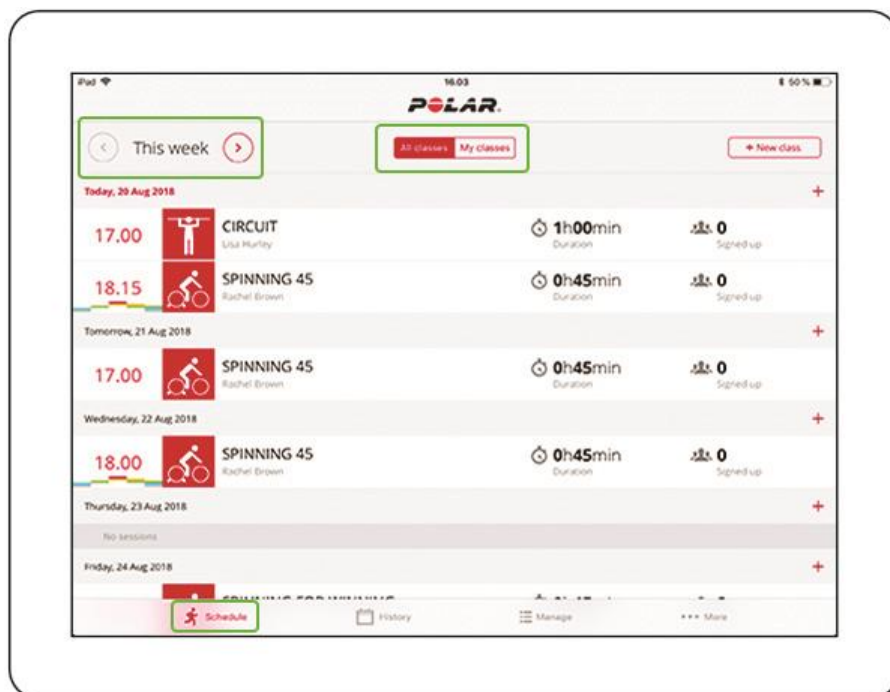 iPad 16.03 50%
POLAR.
This week All classes My classes + New class
Today, 20 Aug 2018 +
17.00 CIRCUIT 1h00min 0
Lisa Hurley Duration Signed up
18.15 SPINNING 45 0h45min 0
Rachel Brown Duration Signed up
Tomorrow, 21 Aug 2018 +
17.00 SPINNING 45 0h45min 0
Rachel Brown Duration Signed up
Wednesday, 22 Aug 2018 +
18.00 SPINNING 45 0h45min 0
Rachel Brown Duration Signed up
Thursday, 23 Aug 2018 +
No sessions
Friday, 24 Aug 2018 +
SPINNING FOR WINNING
Schedule History Manage More